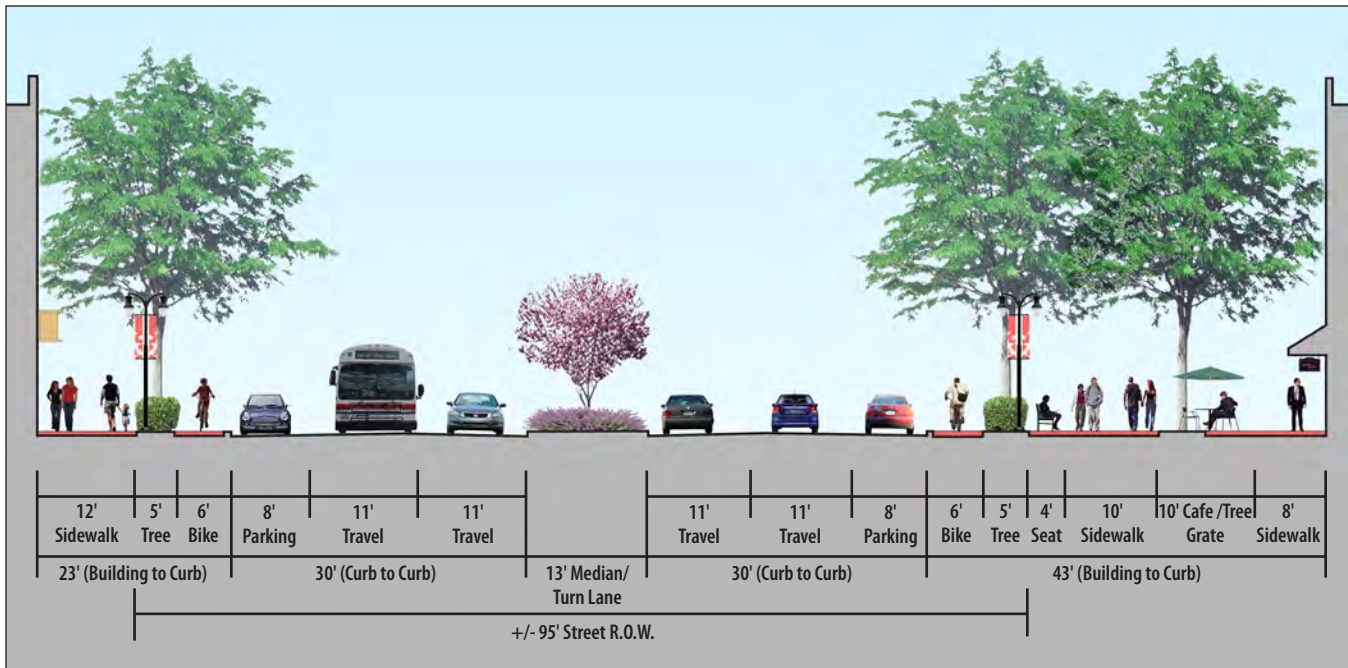 12' 5' 6' 8' 11' 11' 11' 11' 8' 6' 5' 4' 10' 10' Cafe /Tree 8'
Sidewalk Tree Bike Parking Travel Travel Travel Travel Parking Bike Tree Seat Sidewalk Grate Sidewalk
23' (Building to Curb) 30' (Curb to Curb) 13' Median/ 30' (Curb to Curb) 43' (Building to Curb)
Turn Lane
+/- 95' Street R.O.W.